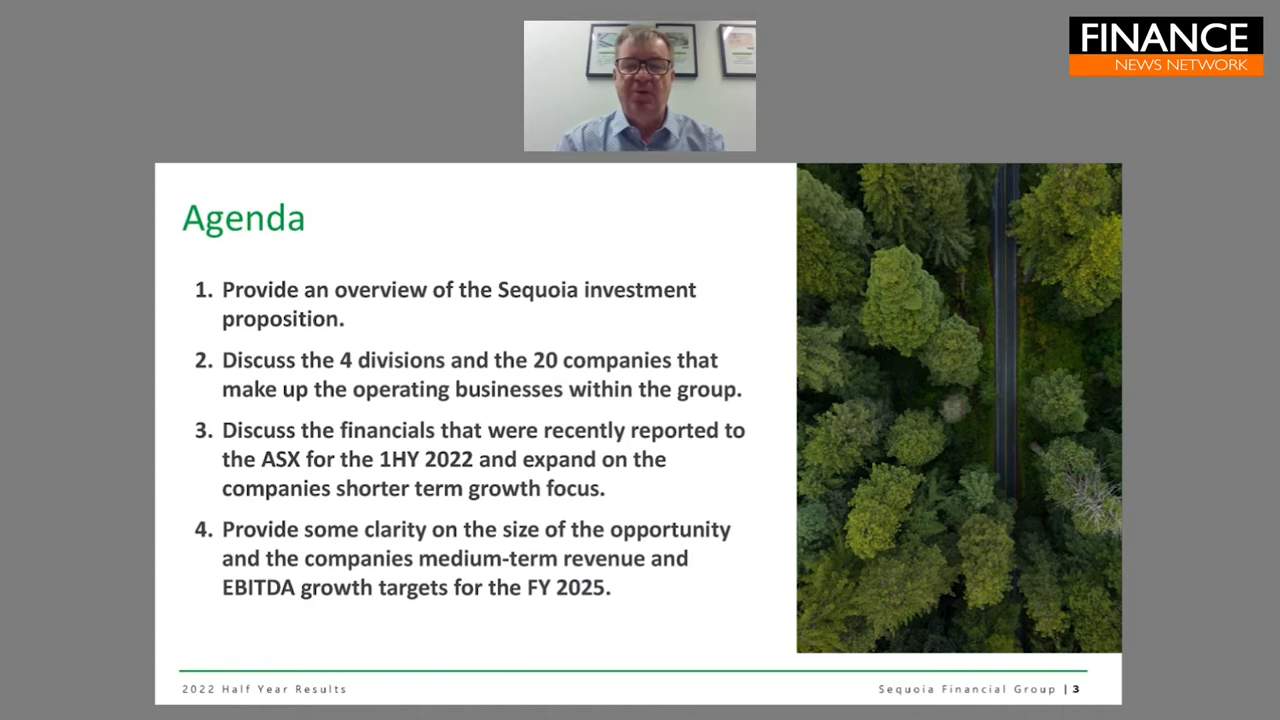 FINANCE
NEWS NETWORK
Agenda
1. Provide an overview of the Sequoia investment
proposition.
2. Discuss the 4 divisions and the 20 companies that
make up the operating businesses within the group.
3. Discuss the financials that were recently reported to
the ASX for the 1HY 2022 and expand on the
companies shorter term growth focus.
4. Provide some clarity on the size of the opportunity
and the companies medium-term revenue and
EBITDA growth targets for the FY 2025.
2022 Half Year Results
Sequoia Financial Group | 3